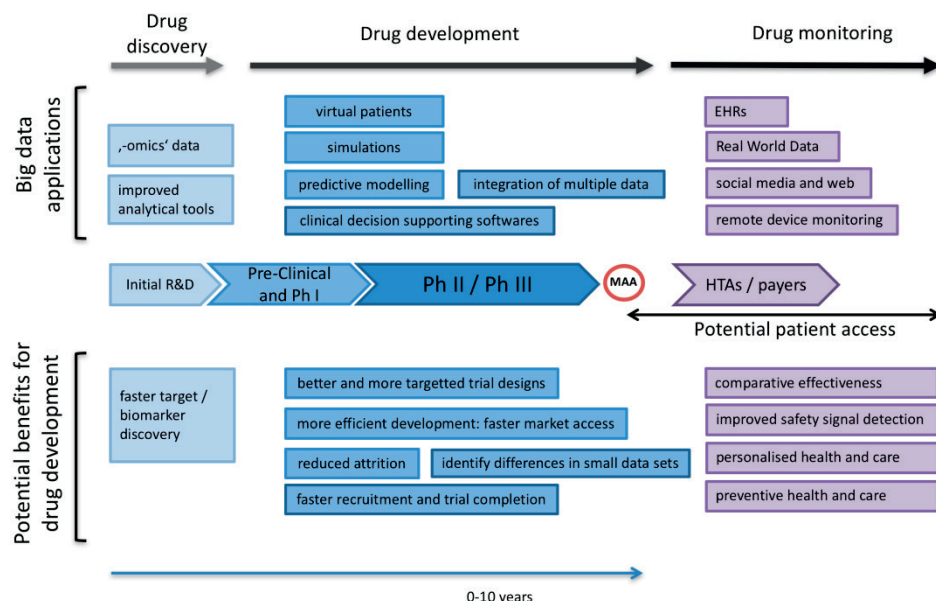 Drug
discovery
Drug development
Drug monitoring
Big data
applications
‚-omics‘ data
improved
analytical tools
virtual patients
simulations
predictive modelling
integration of multiple data
clinical decision supporting softwares
EHRs
Real World Data
social media and web
remote device monitoring
Initial R&D
Pre-Clinical
and Ph I
Ph II / Ph III
MAA
HTAs / payers
Potential patient access
Potential benefits for
drug development
faster target /
biomarker
discovery
better and more targetted trial designs
more efficient development: faster market access
reduced attrition
identify differences in small data sets
faster recruitment and trial completion
comparative effectiveness
improved safety signal detection
personalised health and care
preventive health and care
0-10 years